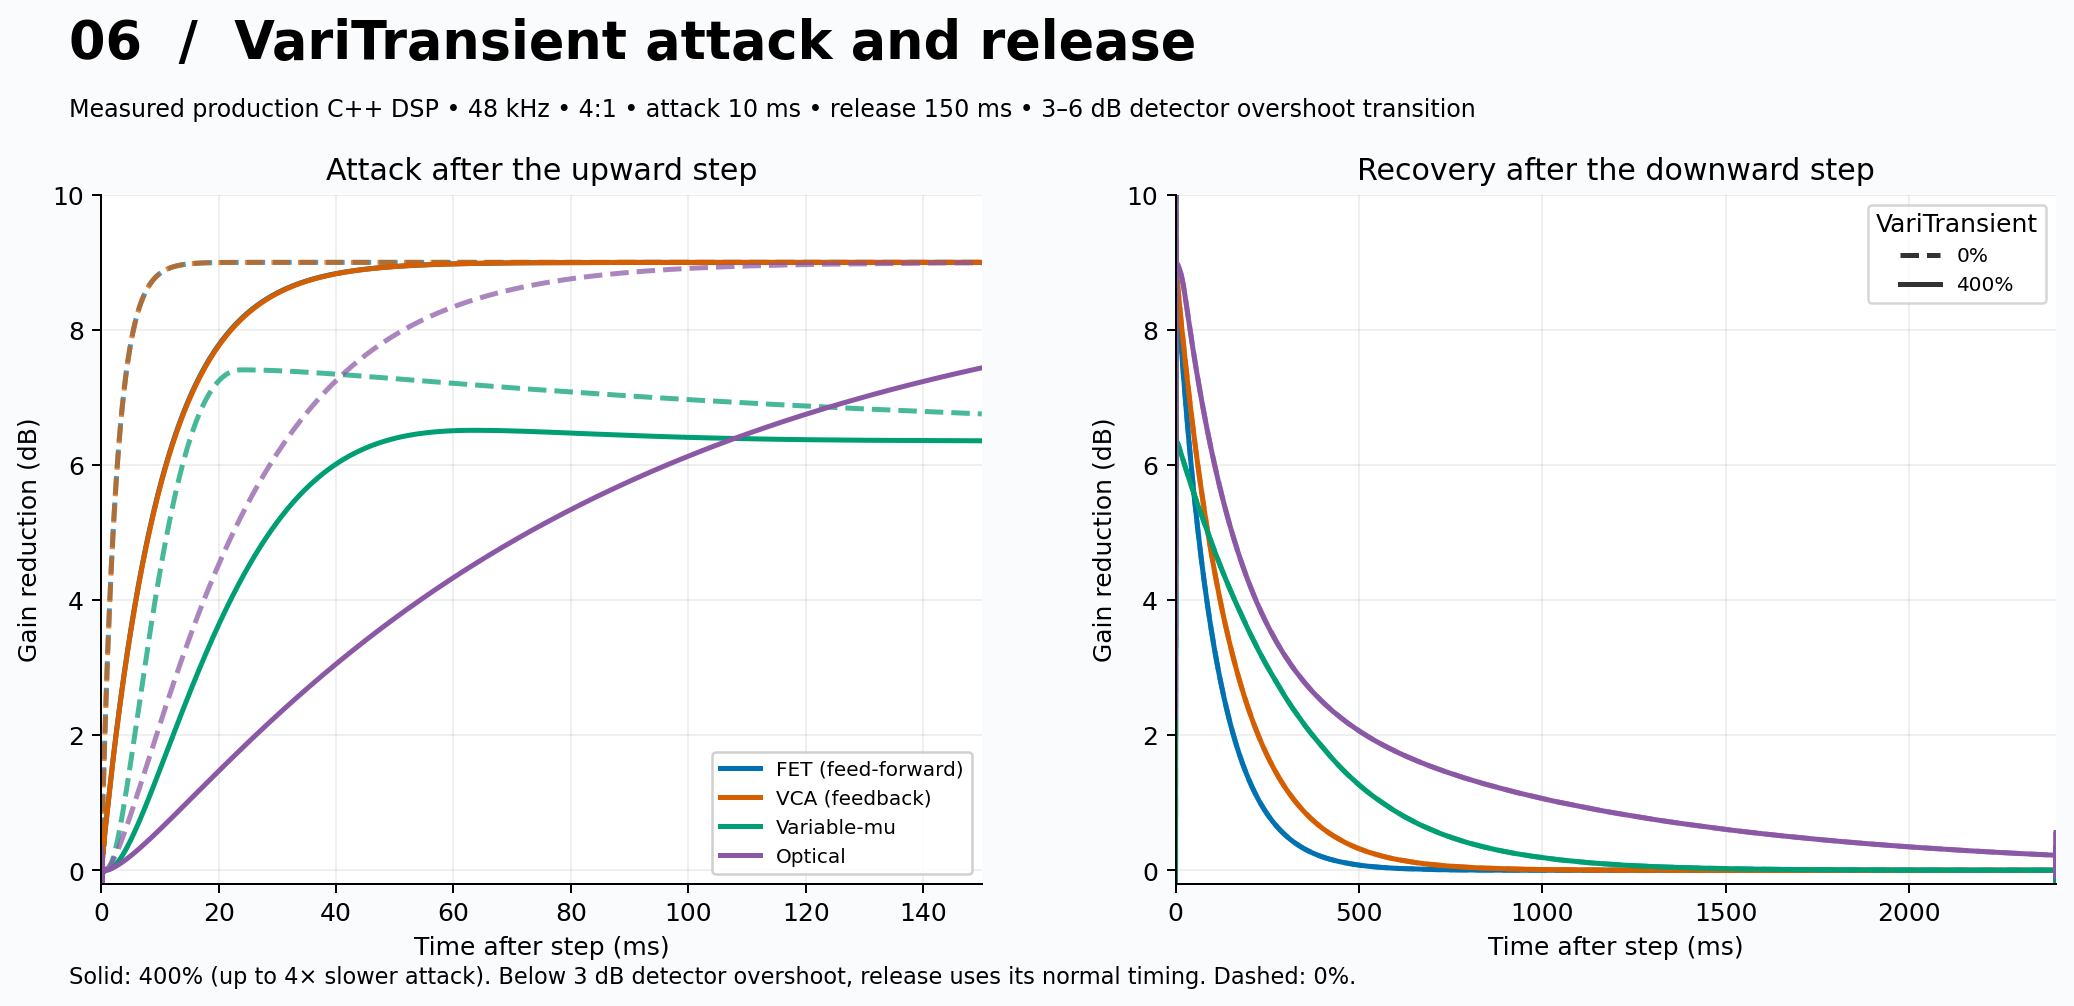 06 / VariTransient attack and release
Measured production C++ DSP • 48 kHz • 4:1 • attack 10 ms • release 150 ms • 3–6 dB detector overshoot transition
Attack after the upward step
10
8
6
4
2
0
Gain reduction (dB)
FET (feed-forward)
VCA (feedback)
Variable-mu
Optical
0 20 40 60 80 100 120 140
Time after step (ms)
Recovery after the downward step
10
8
6
4
2
0
Gain reduction (dB)
VariTransient
0%
400%
0 500 1000 1500 2000
Time after step (ms)
Solid: 400% (up to 4× slower attack). Below 3 dB detector overshoot, release uses its normal timing. Dashed: 0%.